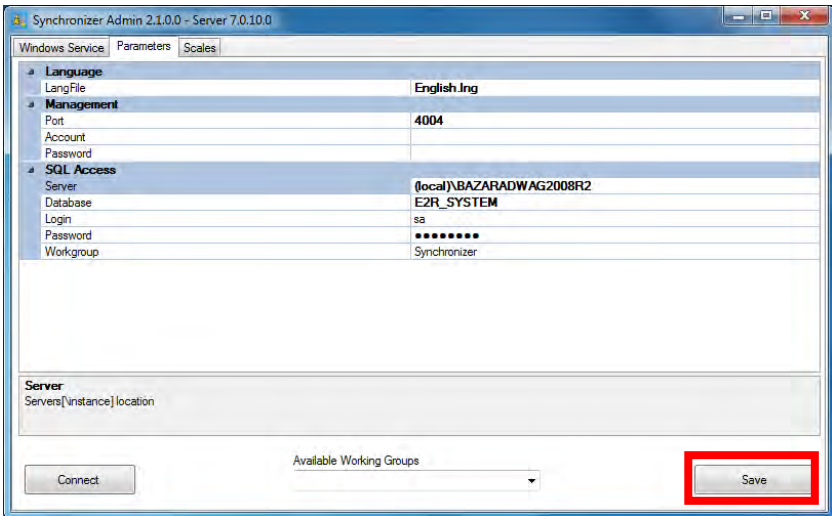 Synchronizer Admin 2.1.0.0 - Server 7.0.10.0
Windows Service Parameters Scales
Language
LangFile English.lng
Management
Port 4004
Account
Password
SQL Access
Server (local)\BAZARADWAG2008R2
Database E2R_SYSTEM
Login sa
Password ●●●●●●●●
Workgroup Synchronizer
Server
Servers[\instance] location
Available Working Groups
Connect Save